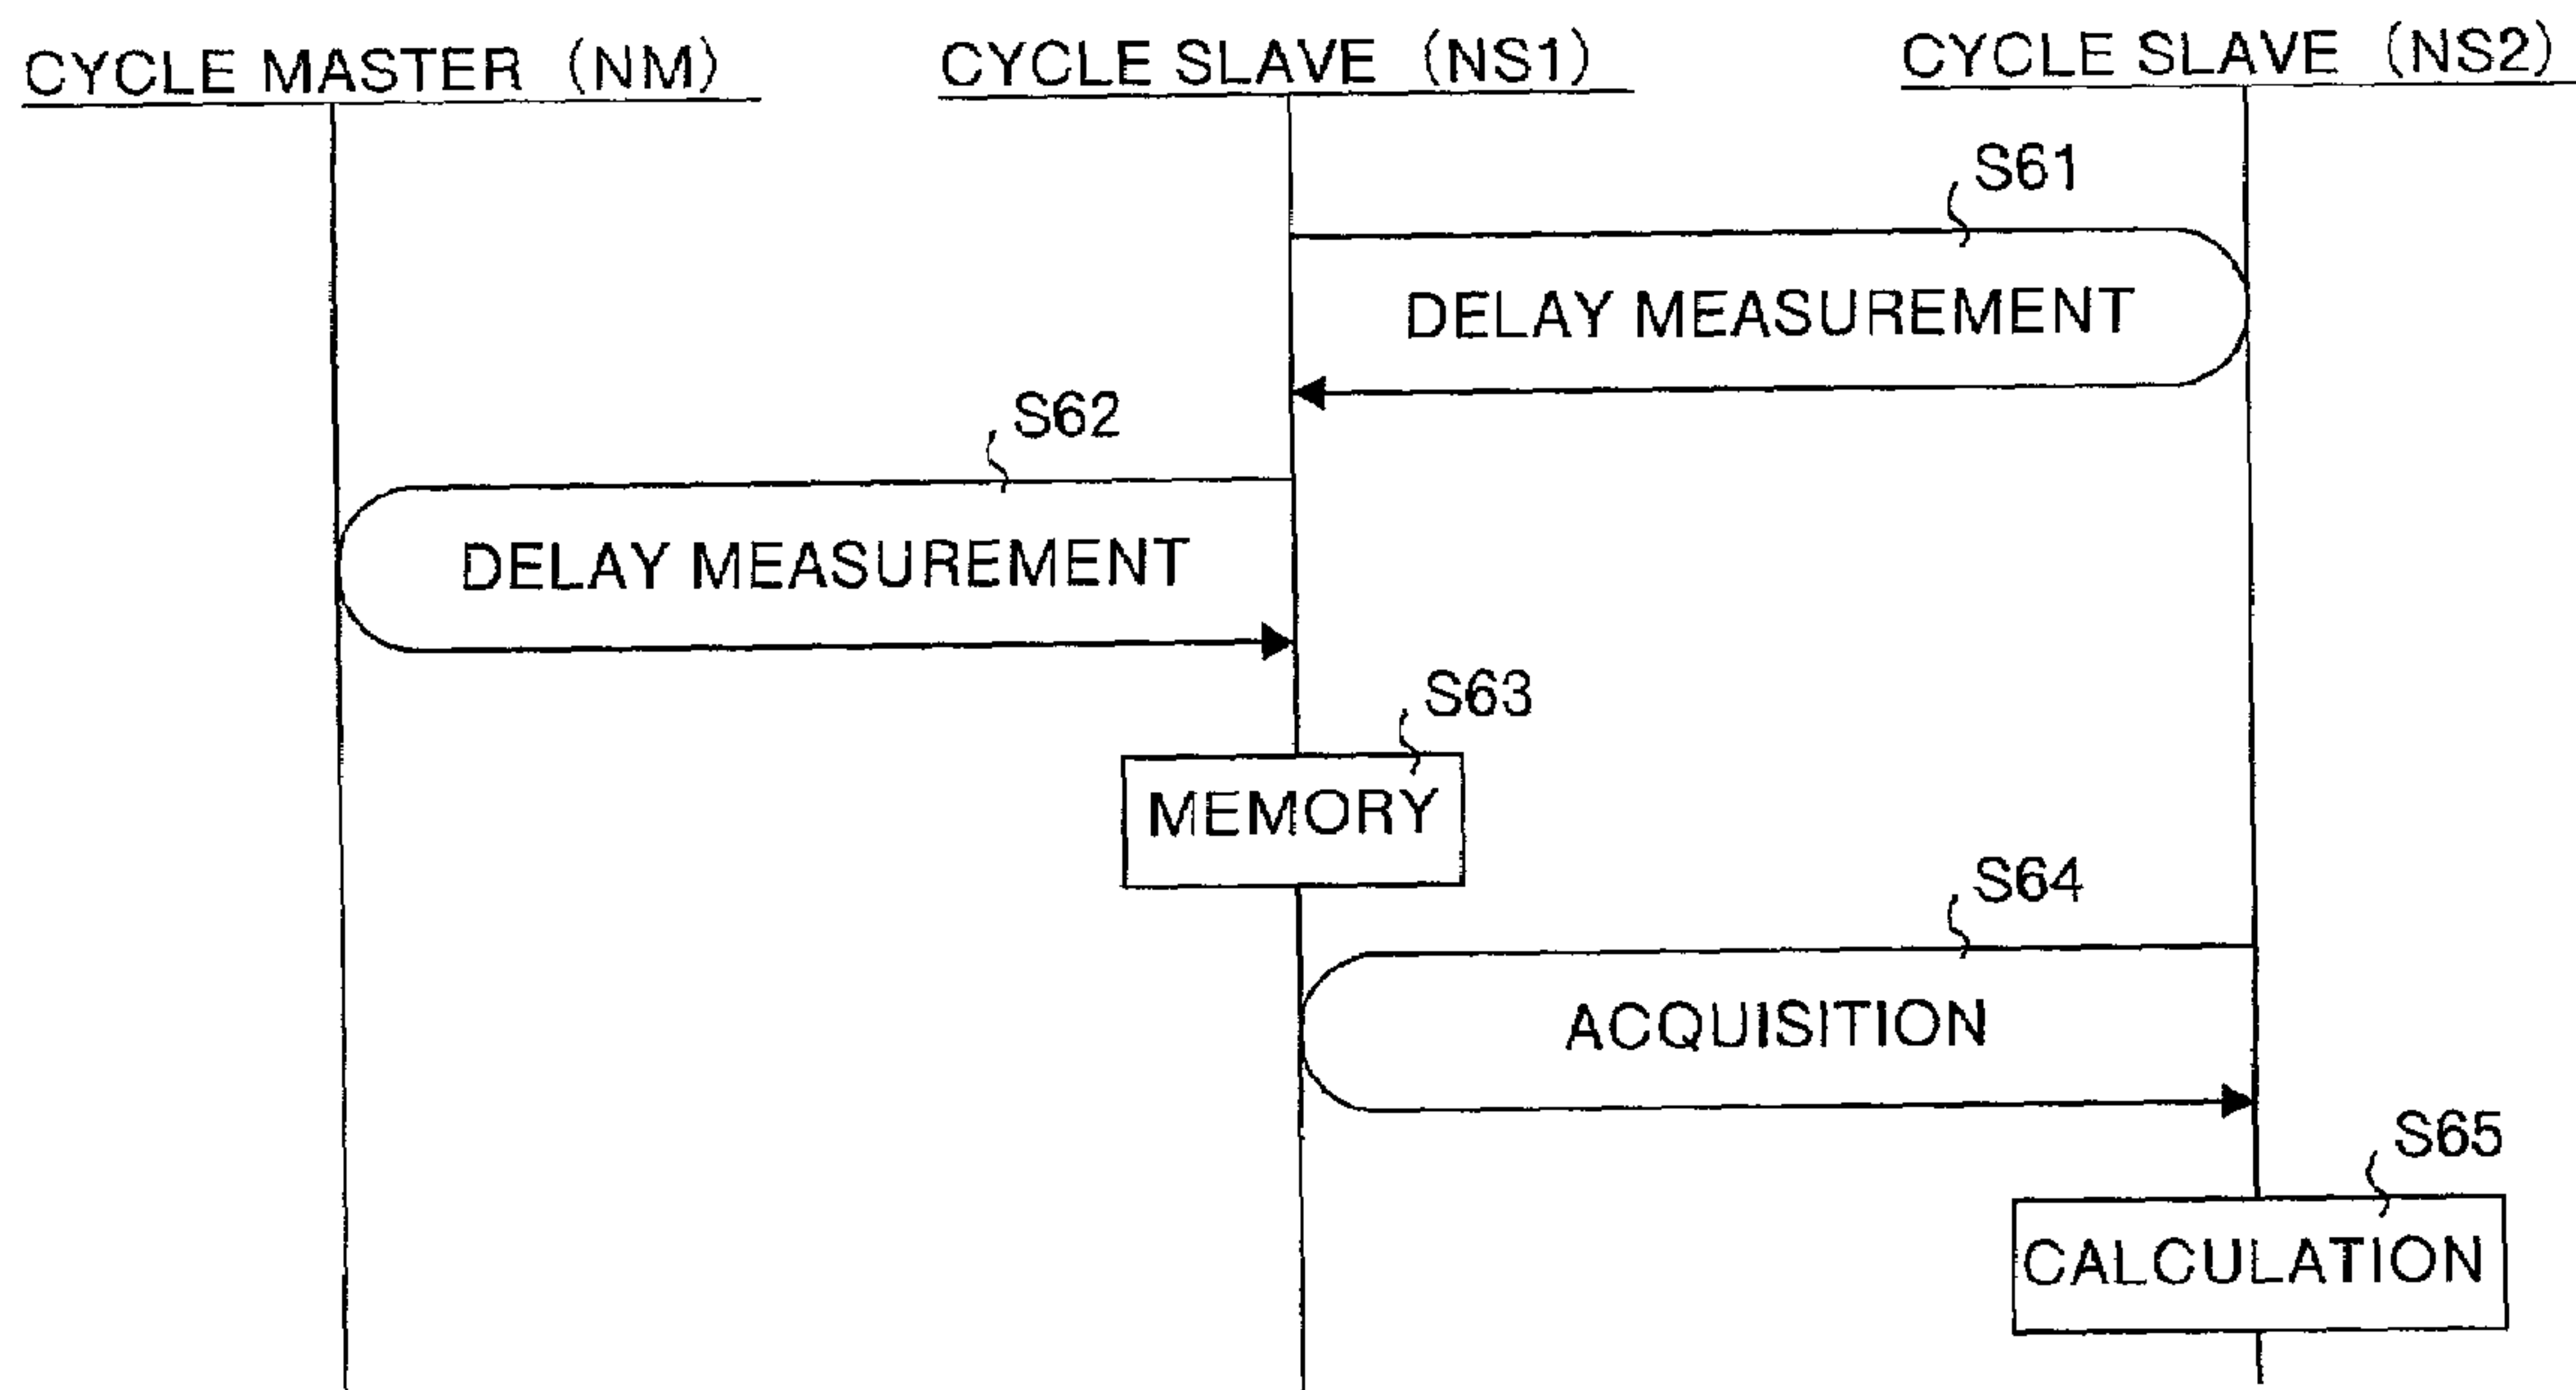 CYCLE MASTER (NM)
CYCLE SLAVE (NS1)
CYCLE SLAVE (NS2)
S61
DELAY MEASUREMENT
S62
DELAY MEASUREMENT
S63
MEMORY
S64
ACQUISITION
S65
CALCULATION